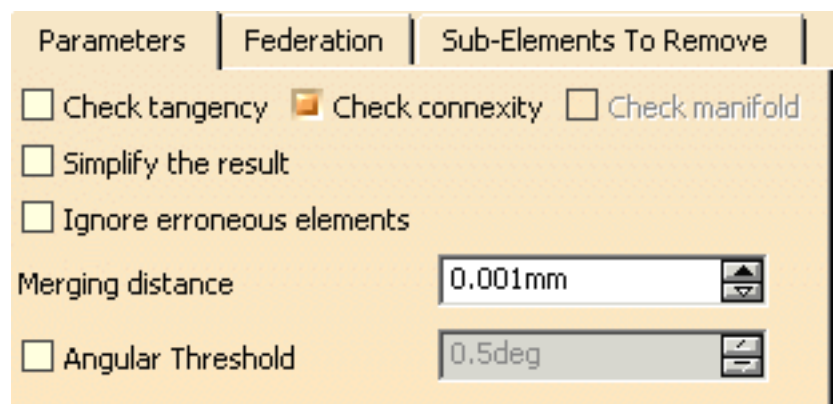 Parameters Federation Sub-Elements To Remove
Check tangency Check connexity Check manifold
Simplify the result
Ignore erroneous elements
Merging distance 0.001mm
Angular Threshold 0.5deg